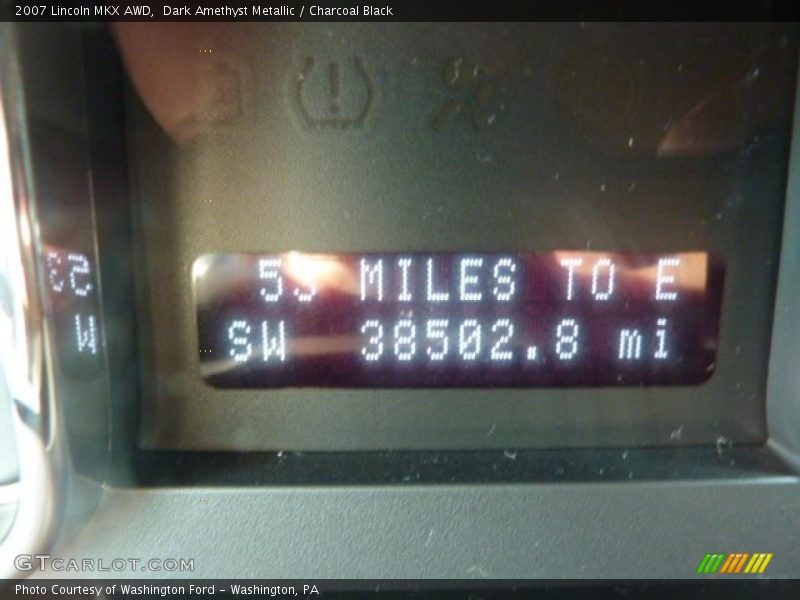 2007 Lincoln MKX AWD,  Dark Amethyst Metallic / Charcoal Black
53 MILES TO E
SW 38502.8 mi
GTCARLOT.COM
Photo Courtesy of Washington Ford - Washington, PA